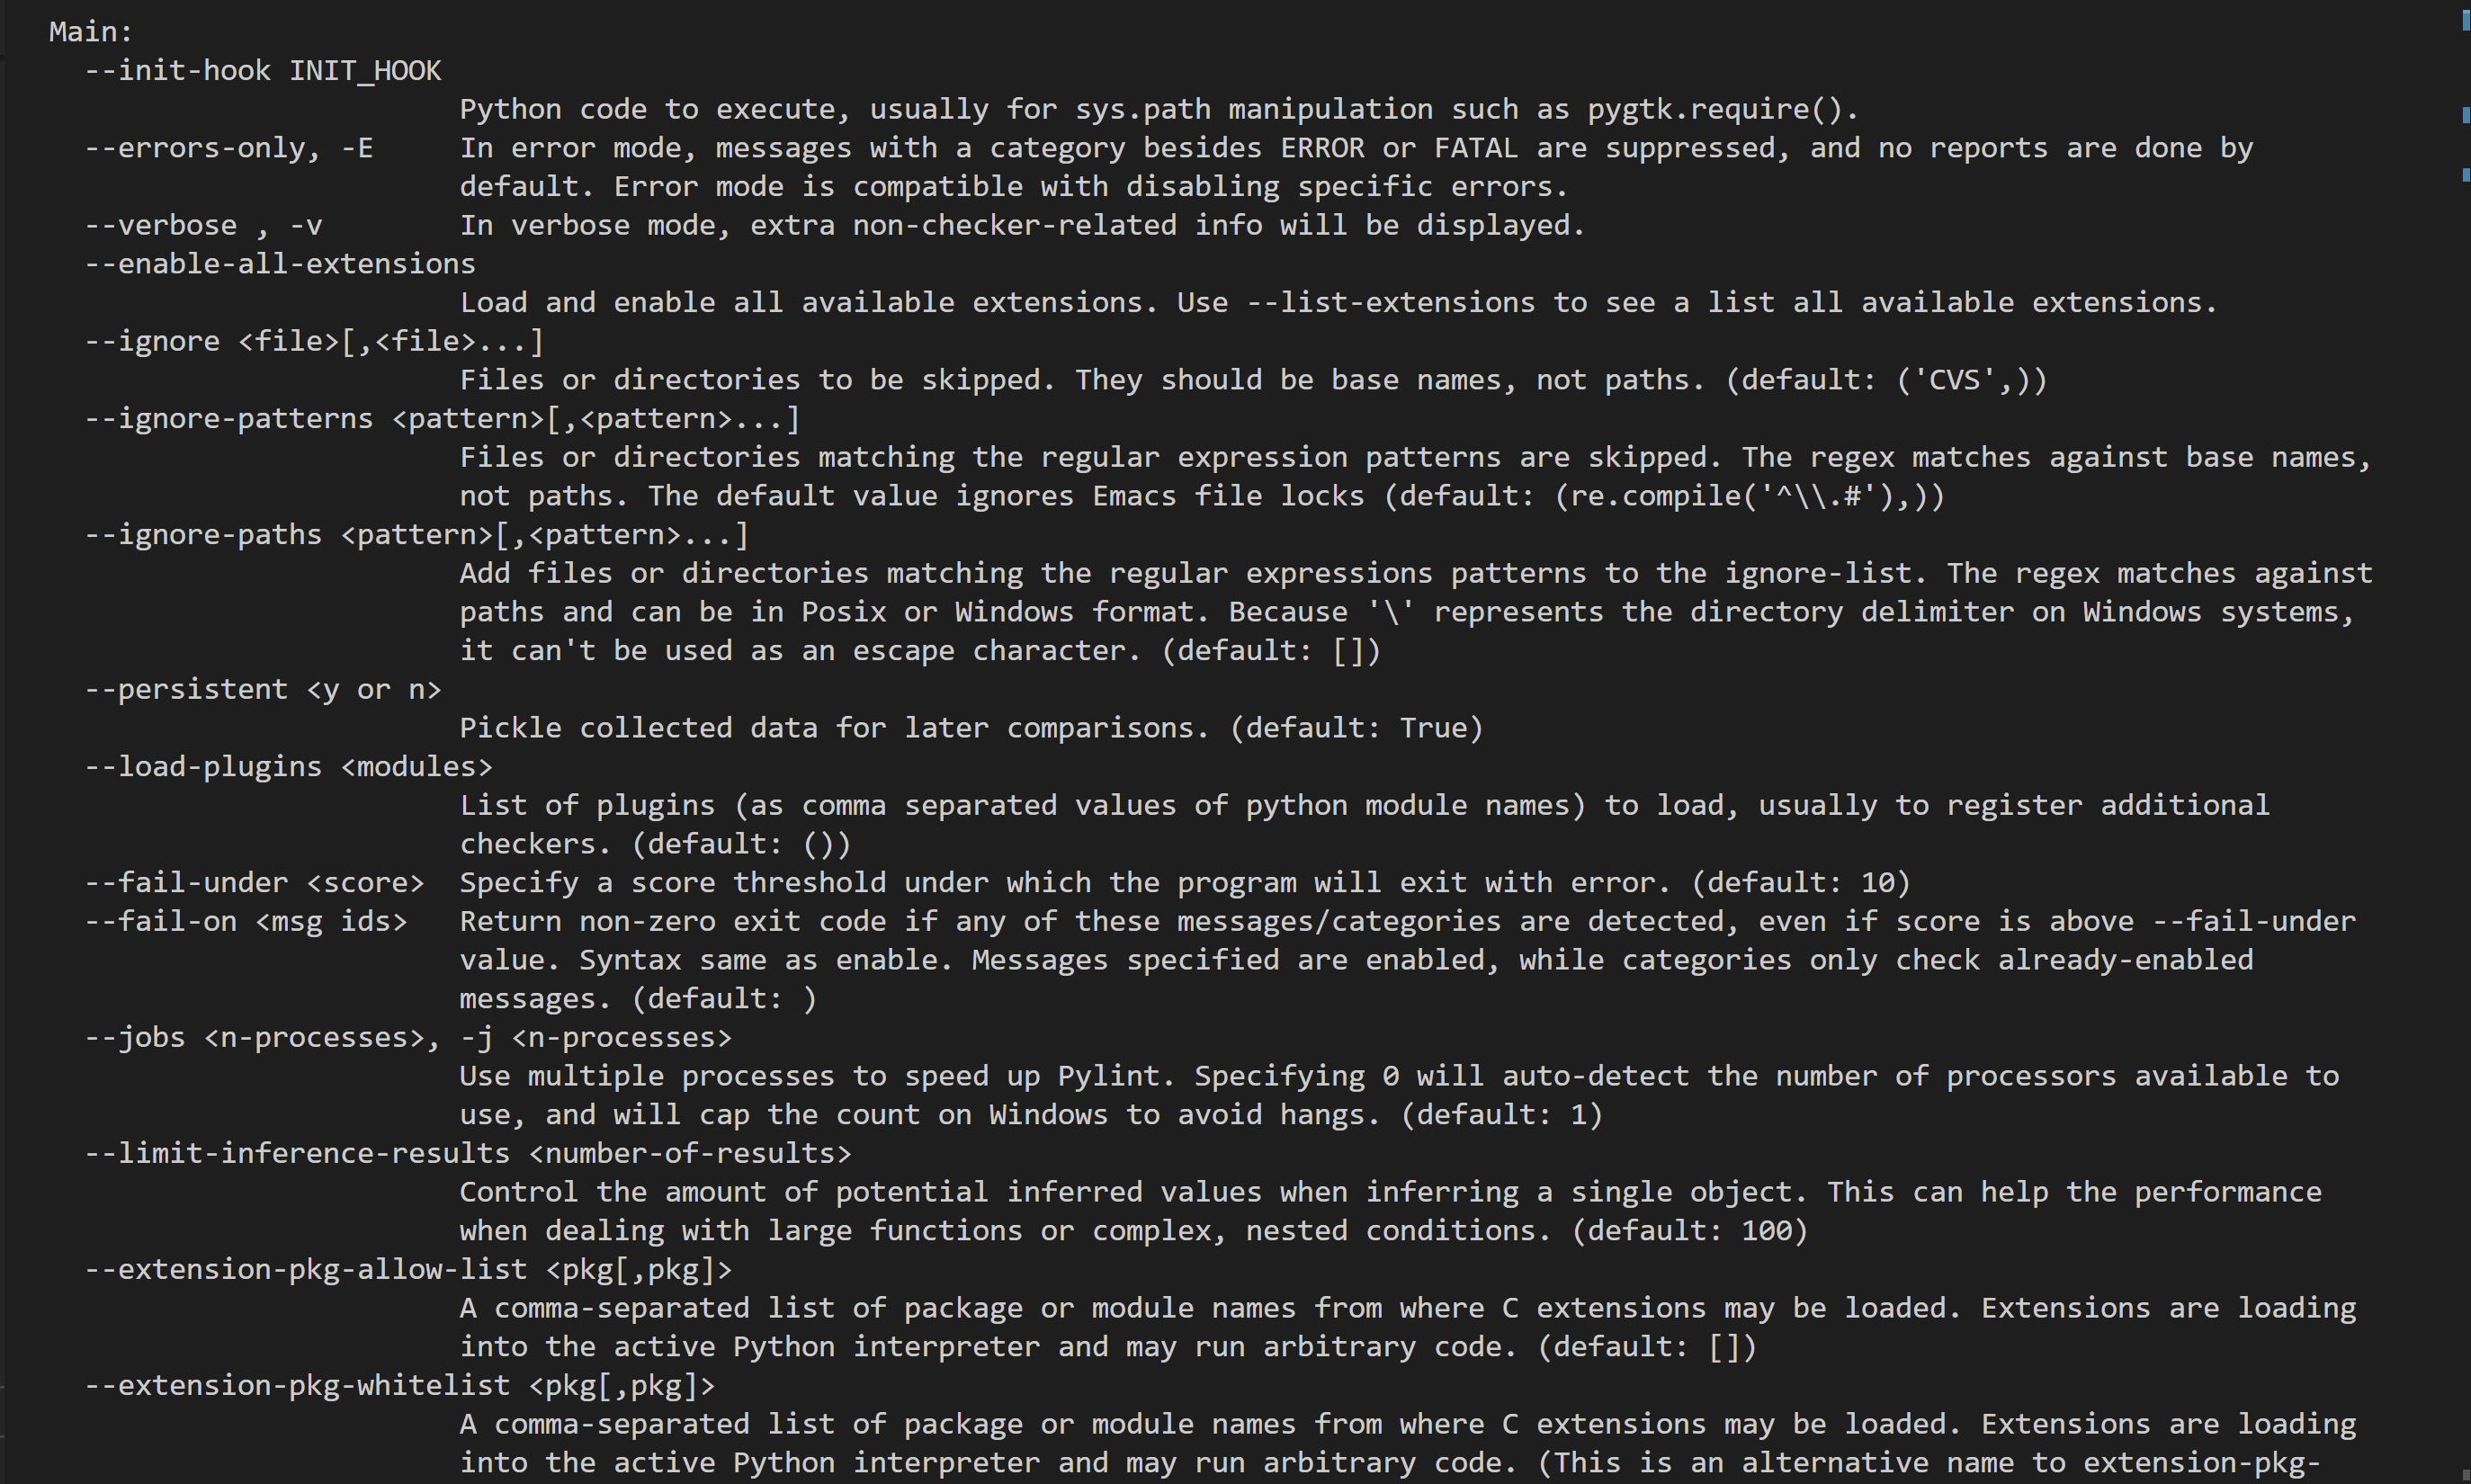 Main:
--init-hook INIT_HOOK
Python code to execute, usually for sys.path manipulation such as pygtk.require().
--errors-only, -E     In error mode, messages with a category besides ERROR or FATAL are suppressed, and no reports are done by
default. Error mode is compatible with disabling specific errors.
--verbose , -v        In verbose mode, extra non-checker-related info will be displayed.
--enable-all-extensions
Load and enable all available extensions. Use --list-extensions to see a list all available extensions.
--ignore <file>[,<file>...]
Files or directories to be skipped. They should be base names, not paths. (default: ('CVS',))
--ignore-patterns <pattern>[,<pattern>...]
Files or directories matching the regular expression patterns are skipped. The regex matches against base names,
not paths. The default value ignores Emacs file locks (default: (re.compile('^\\.#'),))
--ignore-paths <pattern>[,<pattern>...]
Add files or directories matching the regular expressions patterns to the ignore-list. The regex matches against
paths and can be in Posix or Windows format. Because '\' represents the directory delimiter on Windows systems,
it can't be used as an escape character. (default: [])
--persistent <y or n>
Pickle collected data for later comparisons. (default: True)
--load-plugins <modules>
List of plugins (as comma separated values of python module names) to load, usually to register additional
checkers. (default: ())
--fail-under <score>  Specify a score threshold under which the program will exit with error. (default: 10)
--fail-on <msg ids>   Return non-zero exit code if any of these messages/categories are detected, even if score is above --fail-under
value. Syntax same as enable. Messages specified are enabled, while categories only check already-enabled
messages. (default: )
--jobs <n-processes>, -j <n-processes>
Use multiple processes to speed up Pylint. Specifying 0 will auto-detect the number of processors available to
use, and will cap the count on Windows to avoid hangs. (default: 1)
--limit-inference-results <number-of-results>
Control the amount of potential inferred values when inferring a single object. This can help the performance
when dealing with large functions or complex, nested conditions. (default: 100)
--extension-pkg-allow-list <pkg[,pkg]>
A comma-separated list of package or module names from where C extensions may be loaded. Extensions are loading
into the active Python interpreter and may run arbitrary code. (default: [])
--extension-pkg-whitelist <pkg[,pkg]>
A comma-separated list of package or module names from where C extensions may be loaded. Extensions are loading
into the active Python interpreter and may run arbitrary code. (This is an alternative name to extension-pkg-